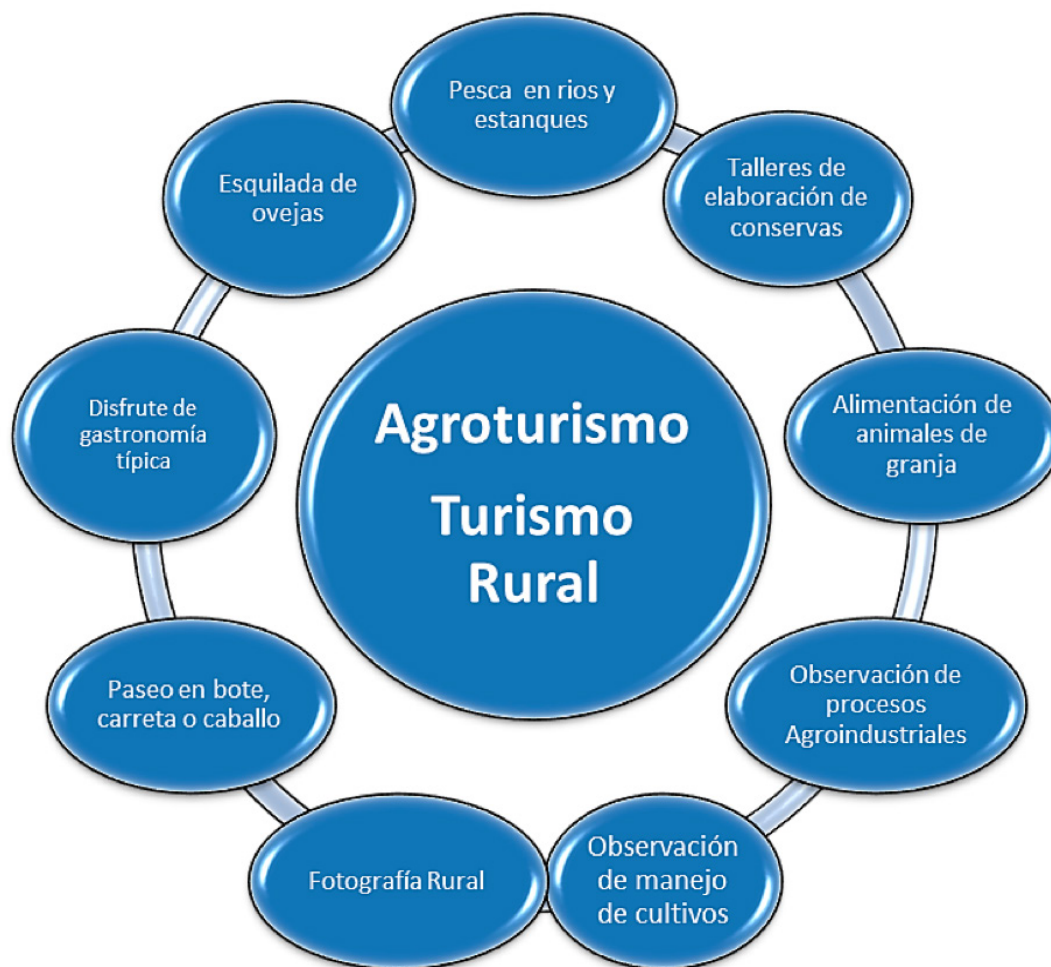 Pesca en rios y
estanques
Talleres de
elaboración de
conservas
Alimentación de
animales de
granja
Observación de
procesos
Agroindustriales
Observación
de manejo
de cultivos
Fotografía Rural
Paseo en bote,
carreta o caballo
Disfrute de
gastronomía
típica
Esquilada de
ovejas
Agroturismo
Turismo
Rural